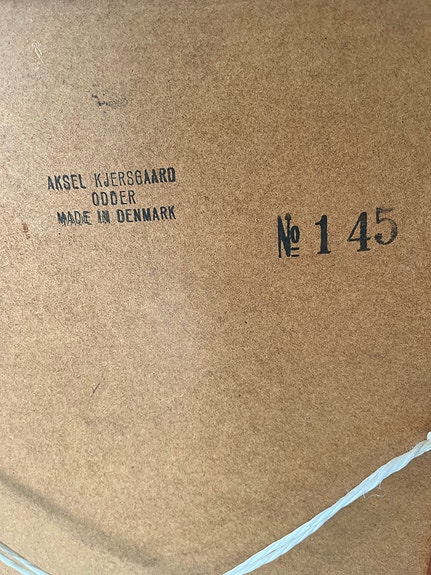 AKSEL KJERSGAARD
ODDER
MADE IN DENMARK
№ 145